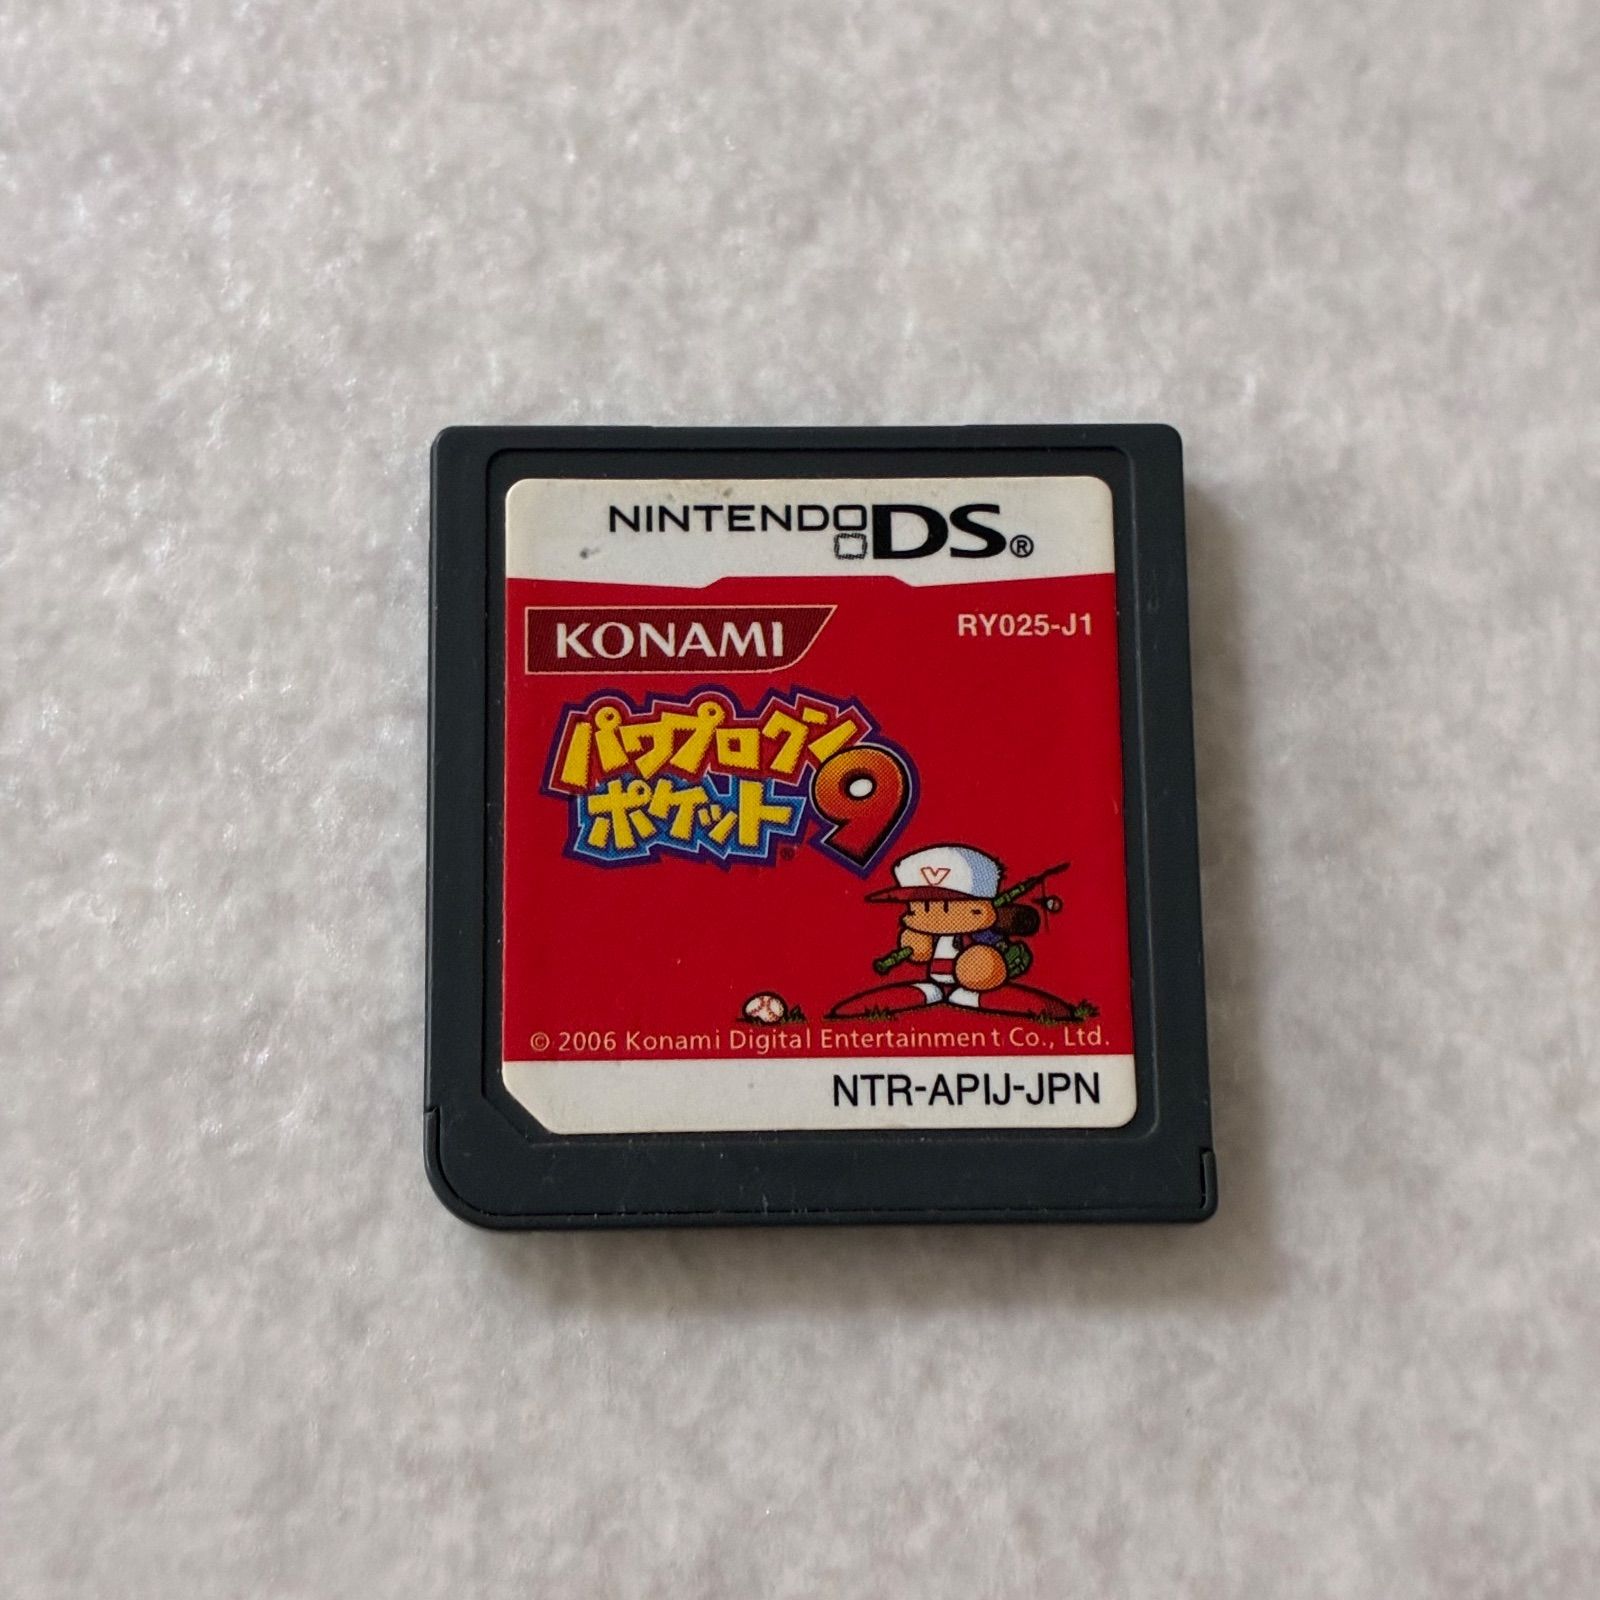 NINTENDO DS®
KONAMI
RY025-J1
パワプロクン
ポケット9
®
V
© 2006 Konami Digital Entertainment Co., Ltd.
NTR-APIJ-JPN